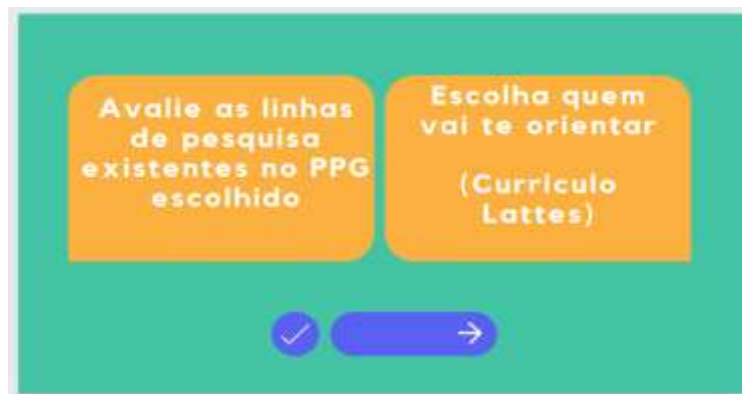 Avalie as linhas
de pesquisa
existentes no PPG
escolhido
Escolha quem
vai te orientar
(Curriculo
Lattes)